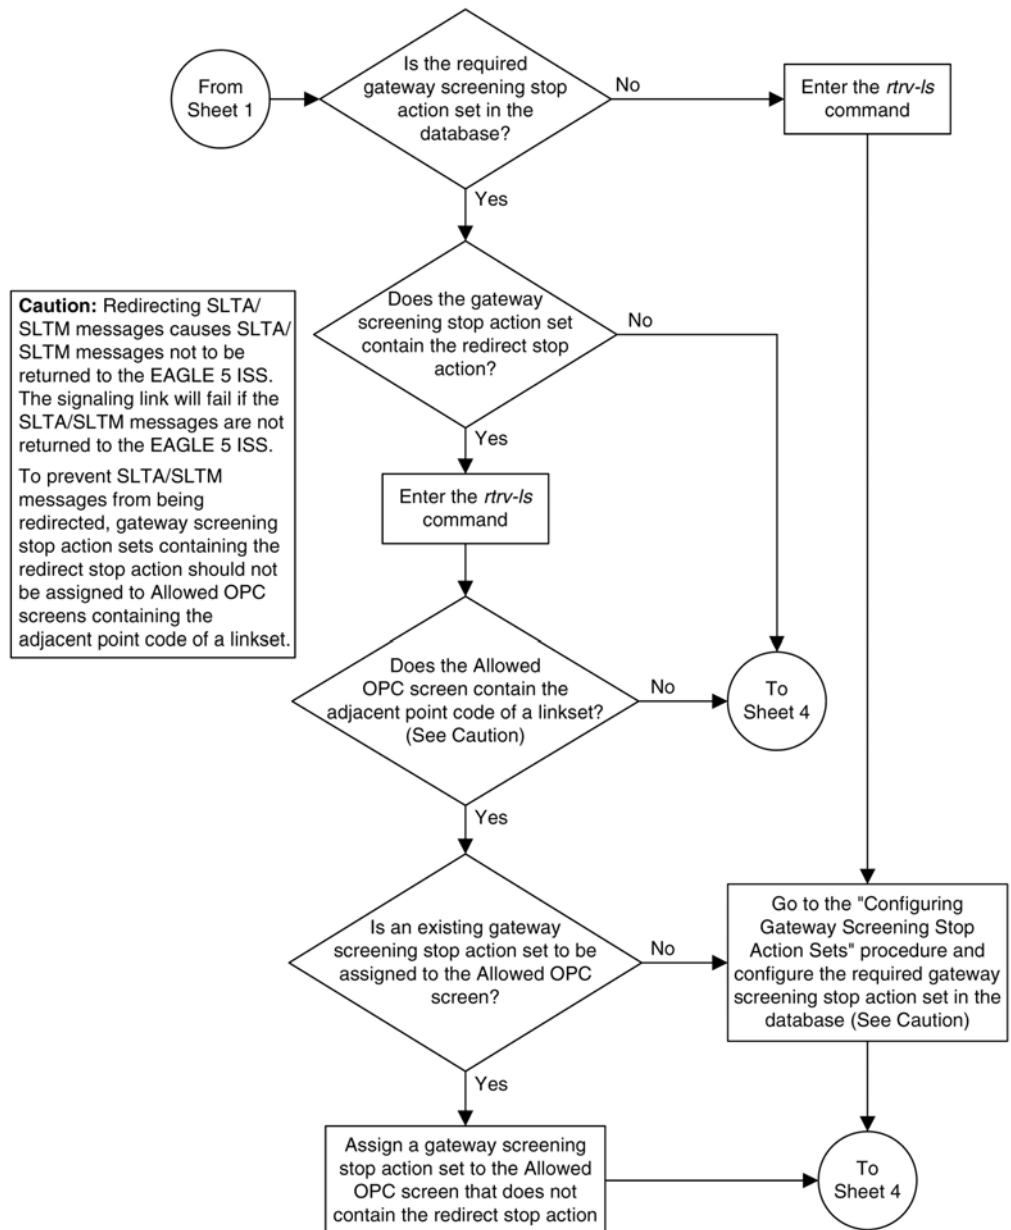 From
Sheet 1
Is the required
gateway screening stop
action set in the
database?
No
Enter the rtrv-ls
command
Yes
Does the gateway
screening stop action set
contain the redirect stop
action?
No
Caution: Redirecting SLTA/
SLTM messages causes SLTA/
SLTM messages not to be
returned to the EAGLE 5 ISS.
The signaling link will fail if the
SLTA/SLTM messages are not
returned to the EAGLE 5 ISS.
To prevent SLTA/SLTM
messages from being
redirected, gateway screening
stop action sets containing the
redirect stop action should not
be assigned to Allowed OPC
screens containing the
adjacent point code of a linkset.
Yes
Enter the rtrv-ls
command
Does the Allowed
OPC screen contain the
adjacent point code of a linkset?
(See Caution)
No
To
Sheet 4
Yes
Is an existing gateway
screening stop action set to be
assigned to the Allowed OPC
screen?
No
Go to the "Configuring
Gateway Screening Stop
Action Sets" procedure and
configure the required gateway
screening stop action set in the
database (See Caution)
Yes
Assign a gateway screening
stop action set to the Allowed
OPC screen that does not
contain the redirect stop action
To
Sheet 4